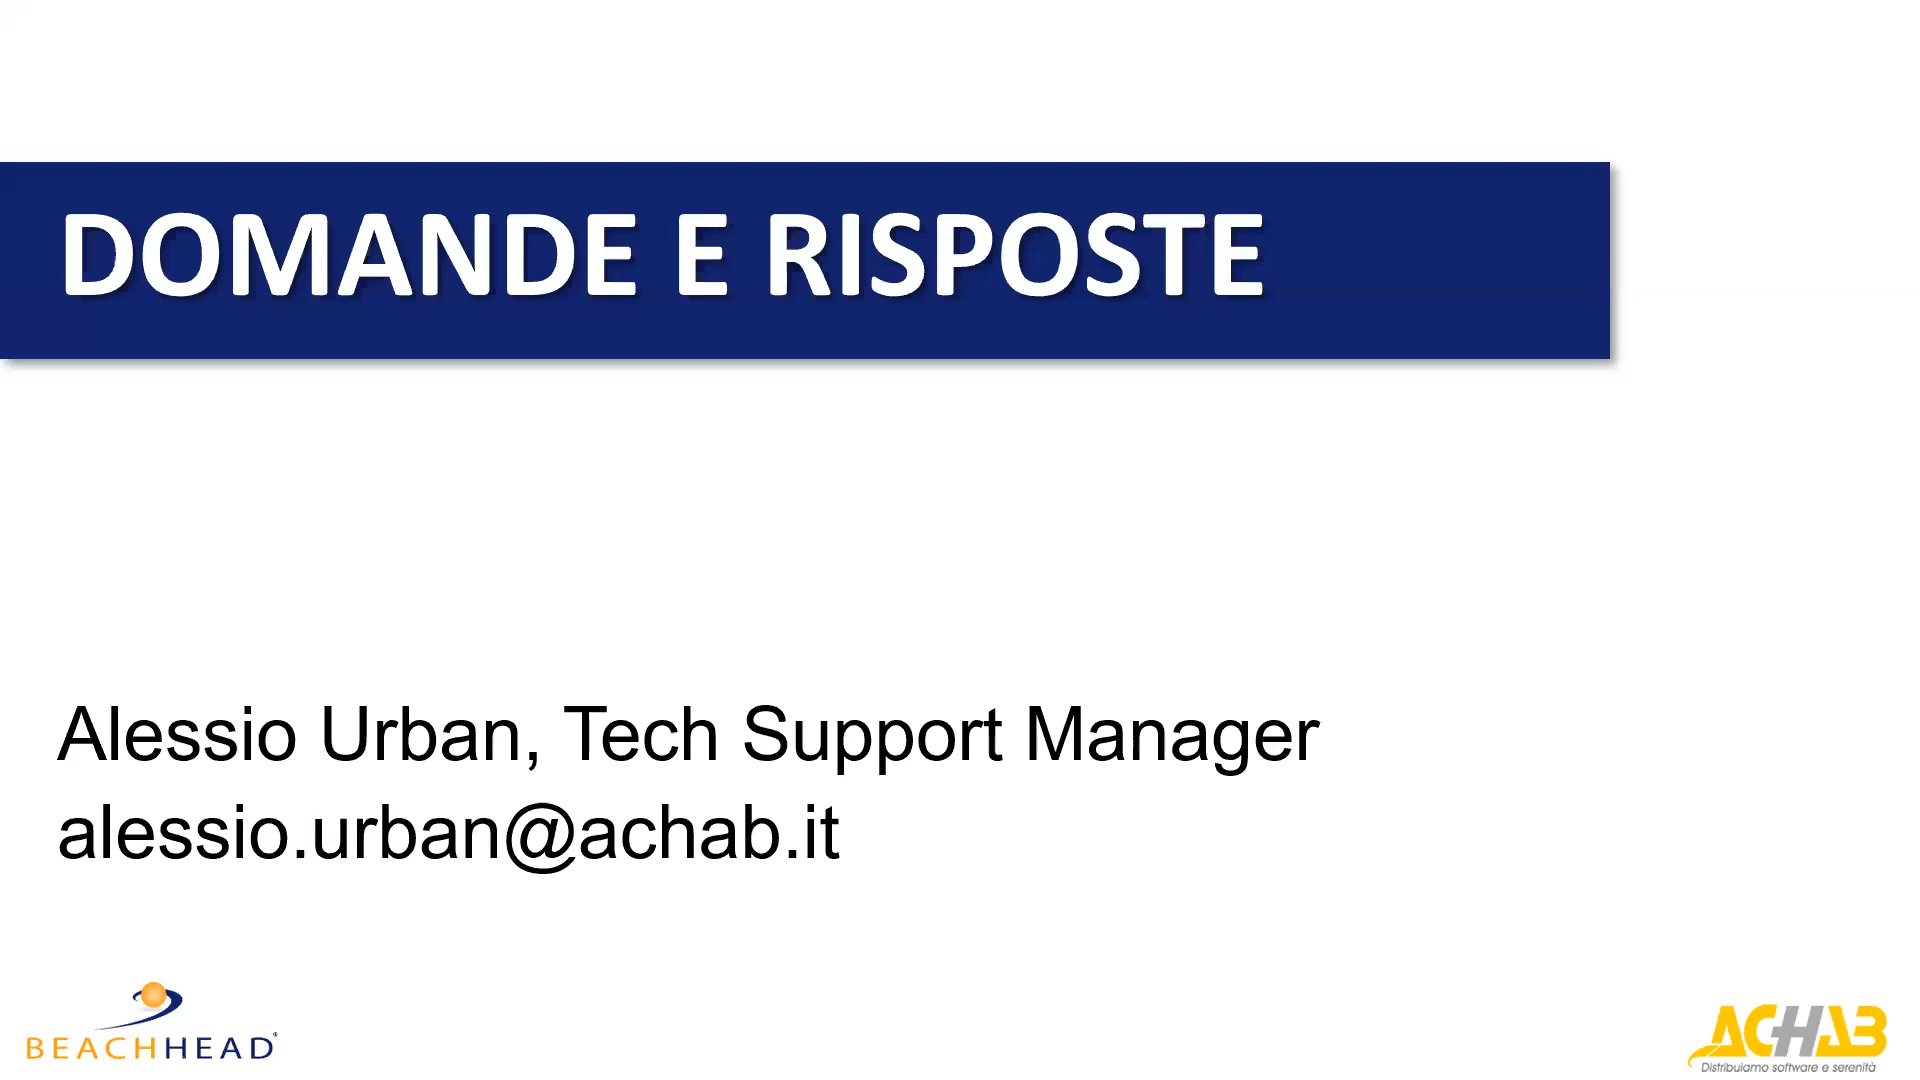 DOMANDE E RISPOSTE
Alessio Urban, Tech Support Manager
alessio.urban@achab.it
BEACHHEAD®
ACHAB
Distribuiamo software e serenità